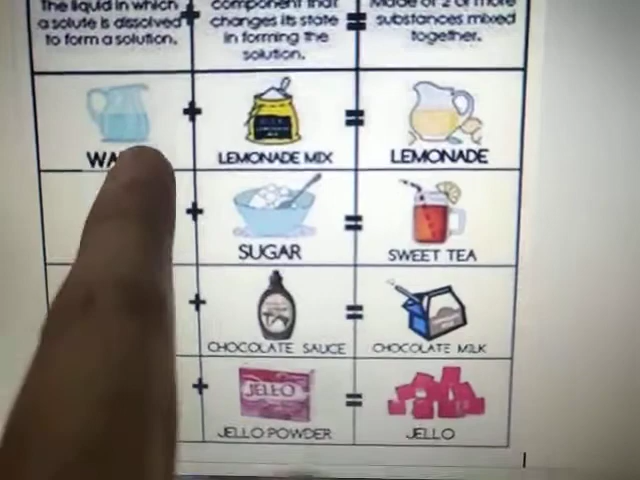 The liquid in which
a solute is dissolved
to form a solution.
+
component that
changes its state
in forming the
solution.
=
Made of 2 or more
substances mixed
together.
+
=
LEMONADE MIX
LEMONADE
+
=
SUGAR
SWEET TEA
+
=
CHOCOLATE SAUCE
CHOCOLATE MILK
+
JELLO
=
JELLO POWDER
JELLO